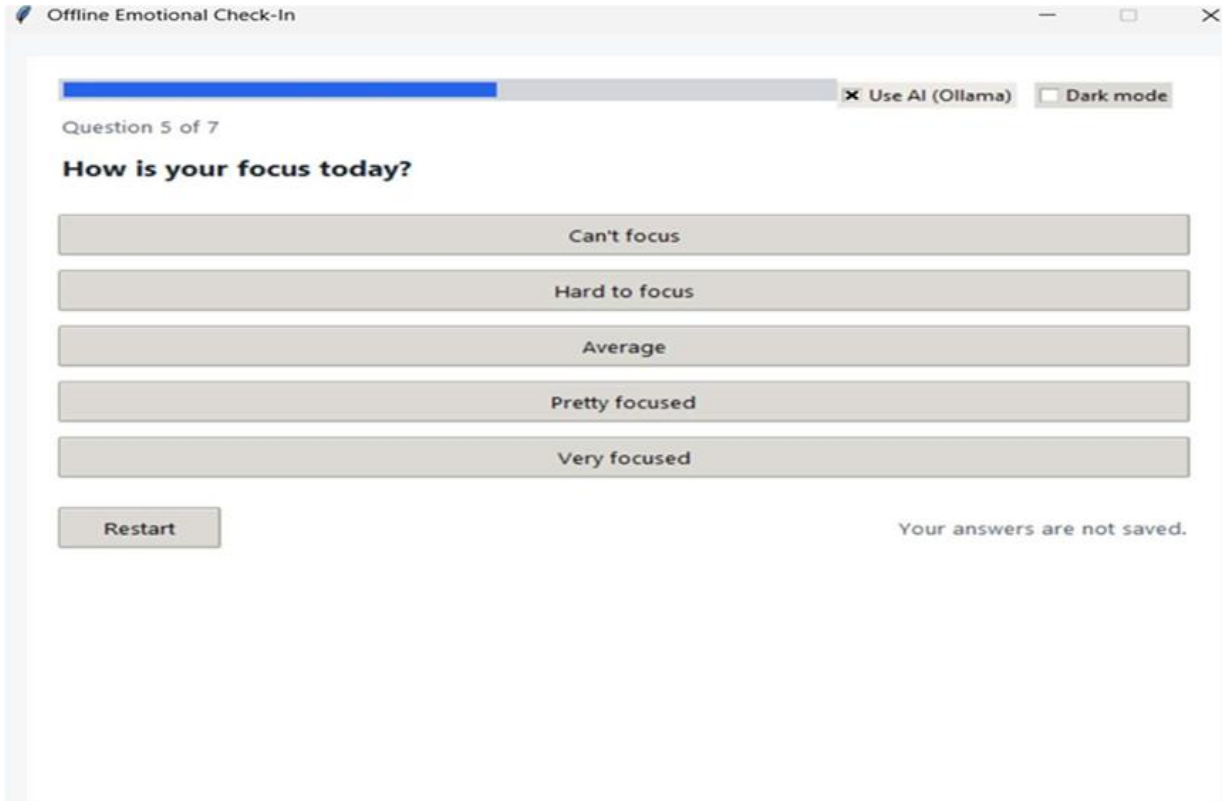 Offline Emotional Check-In
Use AI (Ollama) Dark mode
Question 5 of 7
How is your focus today?
Can't focus
Hard to focus
Average
Pretty focused
Very focused
Restart Your answers are not saved.